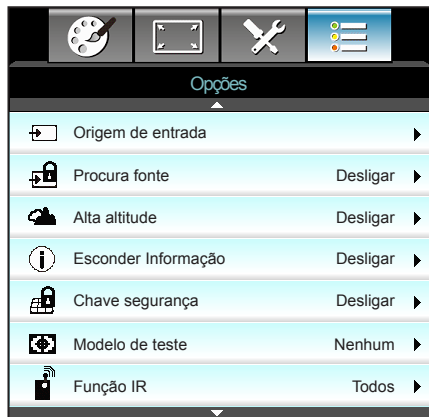 Opções
Origem de entrada
Procura fonte Desligar
Alta altitude Desligar
Esconder Informação Desligar
Chave segurança Desligar
Modelo de teste Nenhum
Função IR Todos